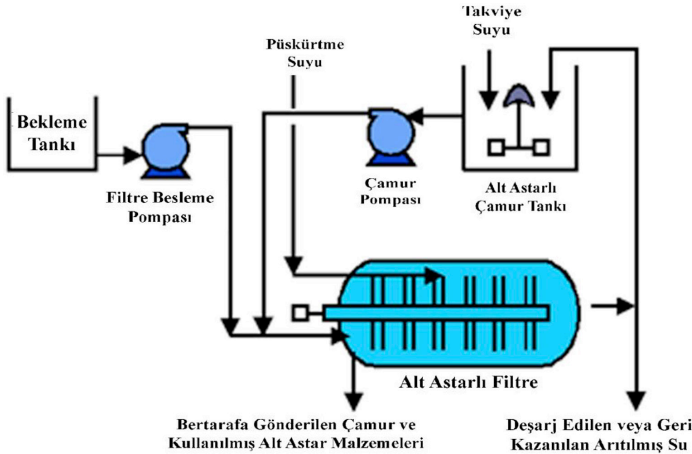 Takviye
Suyu
Püskürtme
Suyu
Bekleme
Tankı
Filtre Besleme
Pompası
Çamur
Pompası
Alt Astarlı
Çamur Tankı
Alt Astarlı Filtre
Bertarafa Gönderilen Çamur ve
Kullanılmış Alt Astar Malzemeleri
Deşarj Edilen veya Geri
Kazanılan Arıtılmış Su